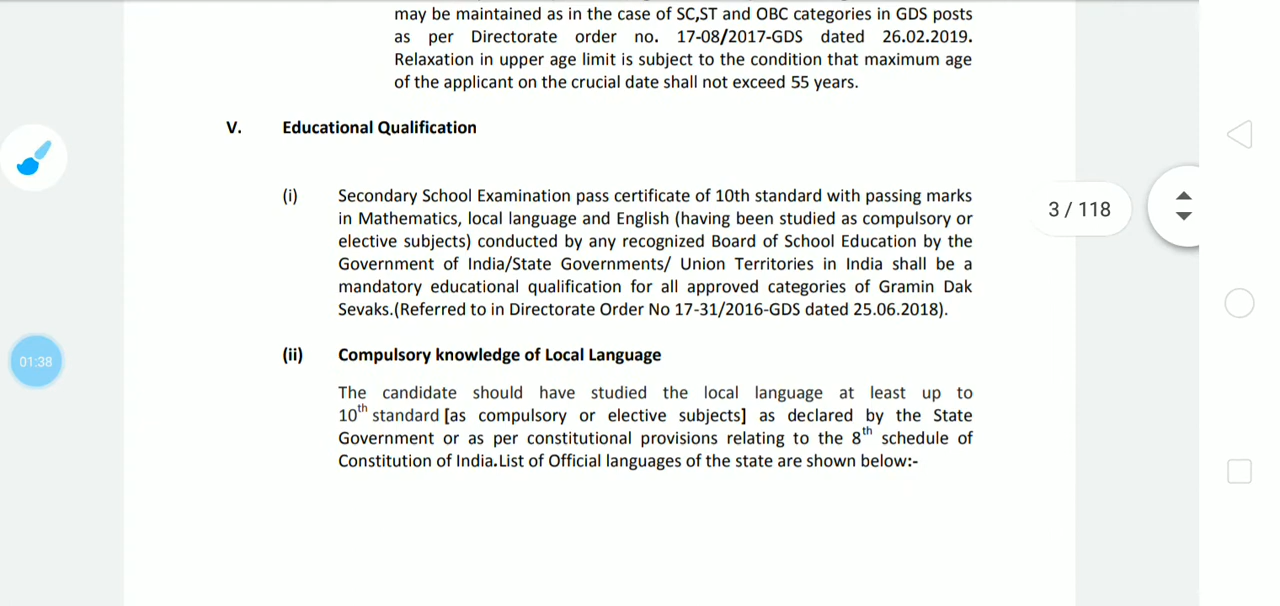 may be maintained as in the case of SC,ST and OBC categories in GDS posts
as per Directorate order no. 17-08/2017-GDS dated 26.02.2019.
Relaxation in upper age limit is subject to the condition that maximum age
of the applicant on the crucial date shall not exceed 55 years.
V. Educational Qualification
(i) Secondary School Examination pass certificate of 10th standard with passing marks
in Mathematics, local language and English (having been studied as compulsory or
elective subjects) conducted by any recognized Board of School Education by the
Government of India/State Governments/ Union Territories in India shall be a
mandatory educational qualification for all approved categories of Gramin Dak
Sevaks.(Referred to in Directorate Order No 17-31/2016-GDS dated 25.06.2018).
3 / 118
(ii) Compulsory knowledge of Local Language
01:38
The candidate should have studied the local language at least up to
10th standard [as compulsory or elective subjects] as declared by the State
Government or as per constitutional provisions relating to the 8th schedule of
Constitution of India.List of Official languages of the state are shown below:-